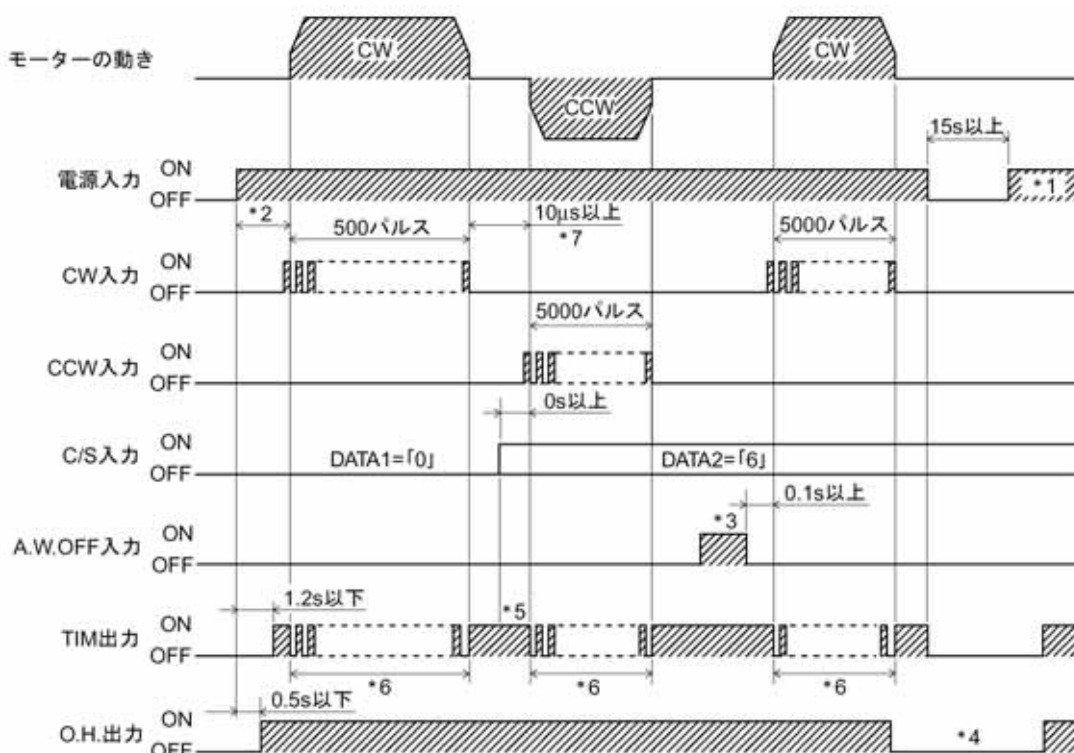 モーターの動き
CW
CCW
CW
15s以上
電源入力
ON
OFF
*1
*2
500パルス
10μs以上
*7
5000パルス
CW入力
ON
OFF
5000パルス
CCW入力
ON
OFF
0s以上
C/S入力
ON
OFF
DATA1=「0」
DATA2=「6」
0.1s以上
*3
A.W.OFF入力
ON
OFF
1.2s以下
*5
TIM出力
ON
OFF
*6
*6
*6
0.5s以下
O.H.出力
ON
OFF
*4